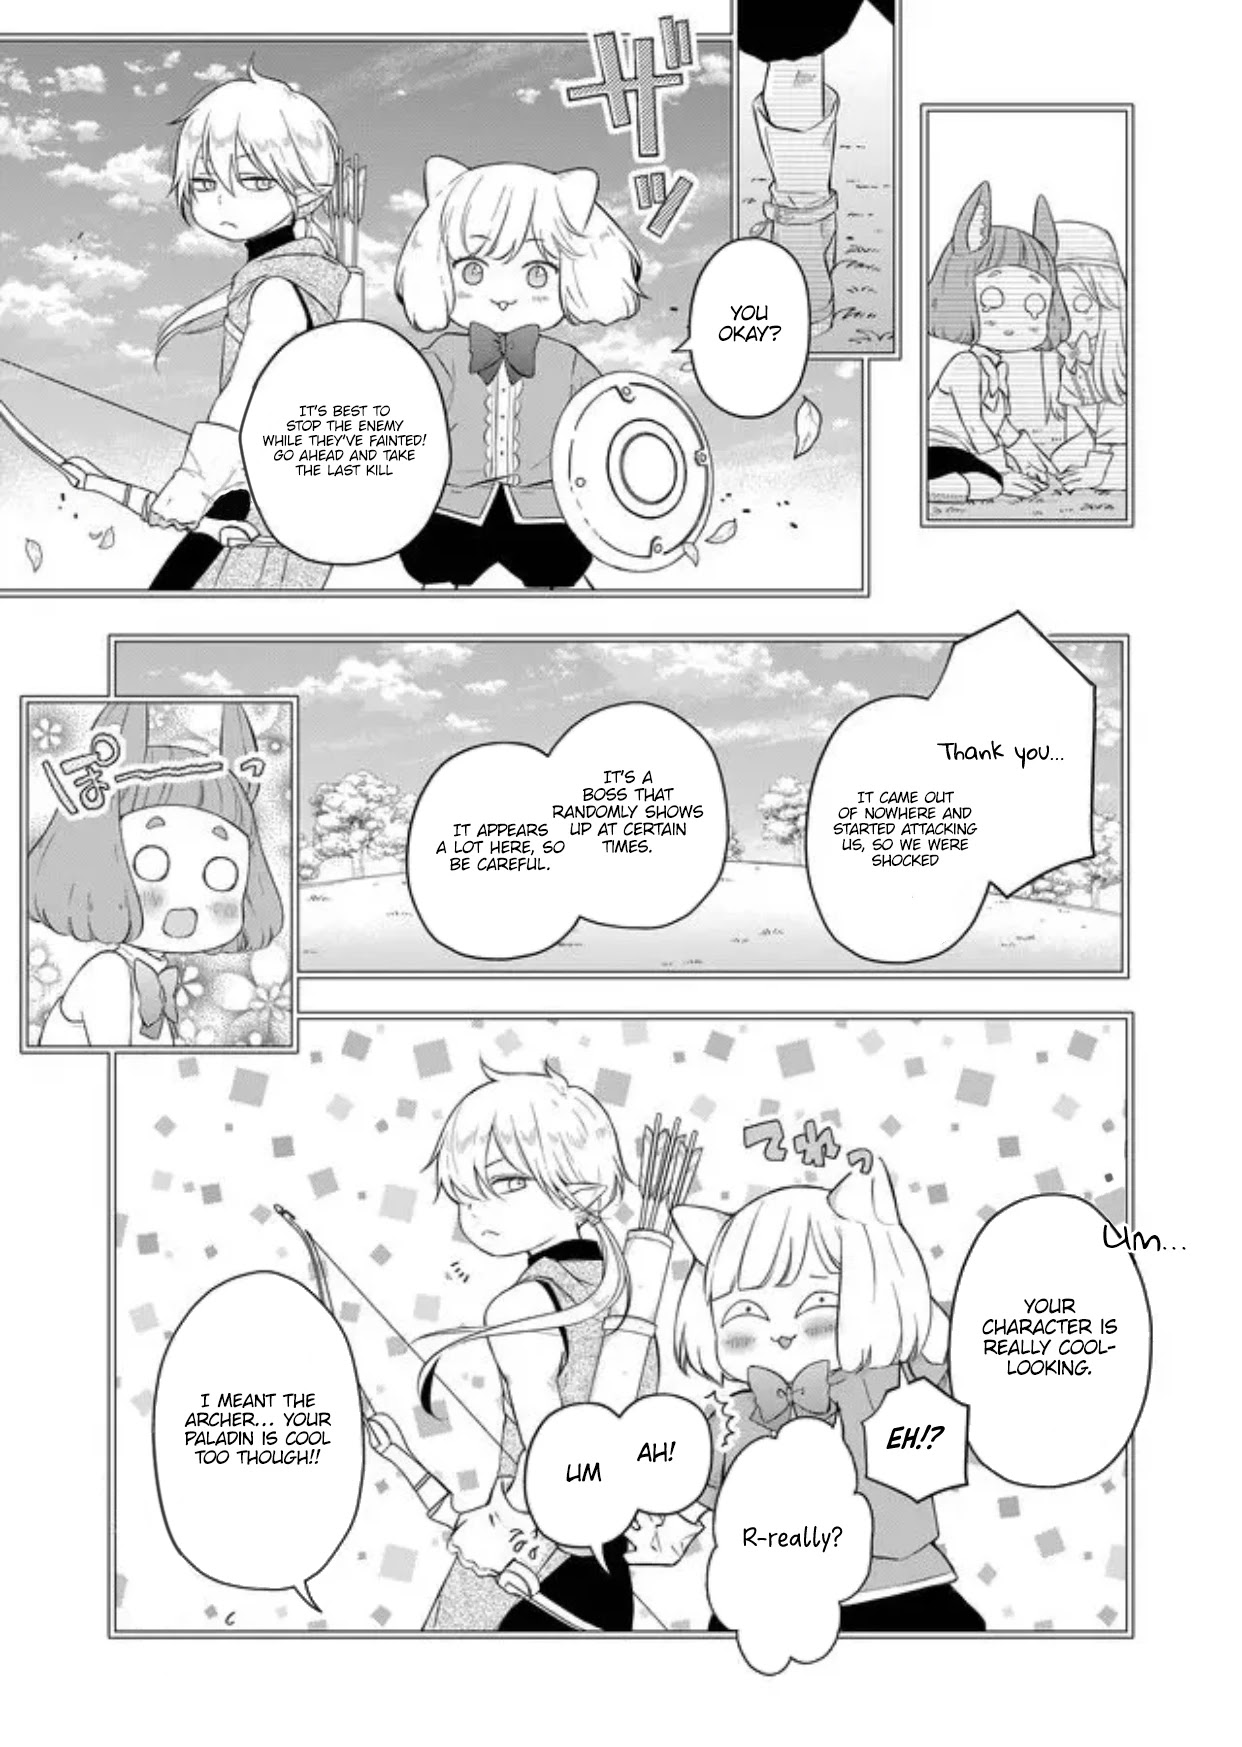 ザッ
YOU
OKAY?
IT'S BEST TO
STOP THE ENEMY
WHILE THEY'VE FAINTED!
GO AHEAD AND TAKE
THE LAST KILL
Thank you...
IT CAME OUT
OF NOWHERE AND
STARTED ATTACKING
US, SO WE WERE
SHOCKED
IT'S A
BOSS THAT
RANDOMLY SHOWS
UP AT CERTAIN
TIMES.
IT APPEARS
A LOT HERE, SO
BE CAREFUL.
ぽーっ
um...
YOUR
CHARACTER IS
REALLY COOL-
LOOKING.
EH!?
てれっ
R-really?
AH!
UM
I MEANT THE
ARCHER... YOUR
PALADIN IS COOL
TOO THOUGH!!